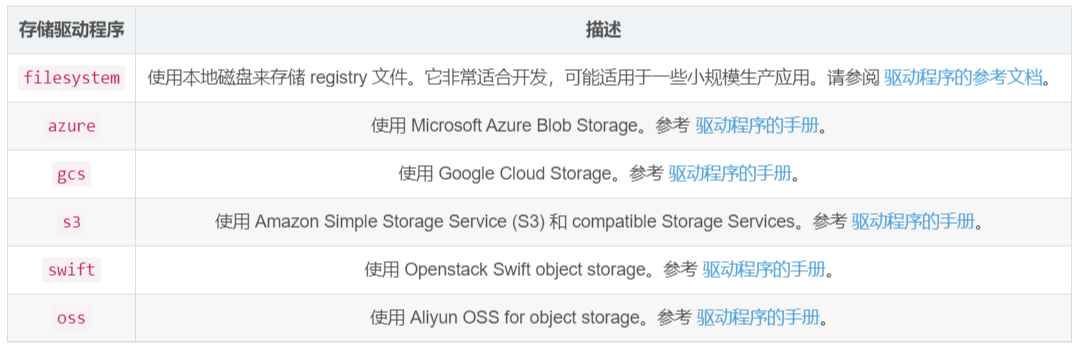 存储驱动程序 描述
filesystem 使用本地磁盘来存储 registry 文件。它非常适合开发，可能适用于一些小规模生产应用。请参阅 驱动程序的参考文档。
azure 使用 Microsoft Azure Blob Storage。参考 驱动程序的手册。
gcs 使用 Google Cloud Storage。参考 驱动程序的手册。
s3 使用 Amazon Simple Storage Service (S3) 和 compatible Storage Services。参考 驱动程序的手册。
swift 使用 Openstack Swift object storage。参考 驱动程序的手册。
oss 使用 Aliyun OSS for object storage。参考 驱动程序的手册。